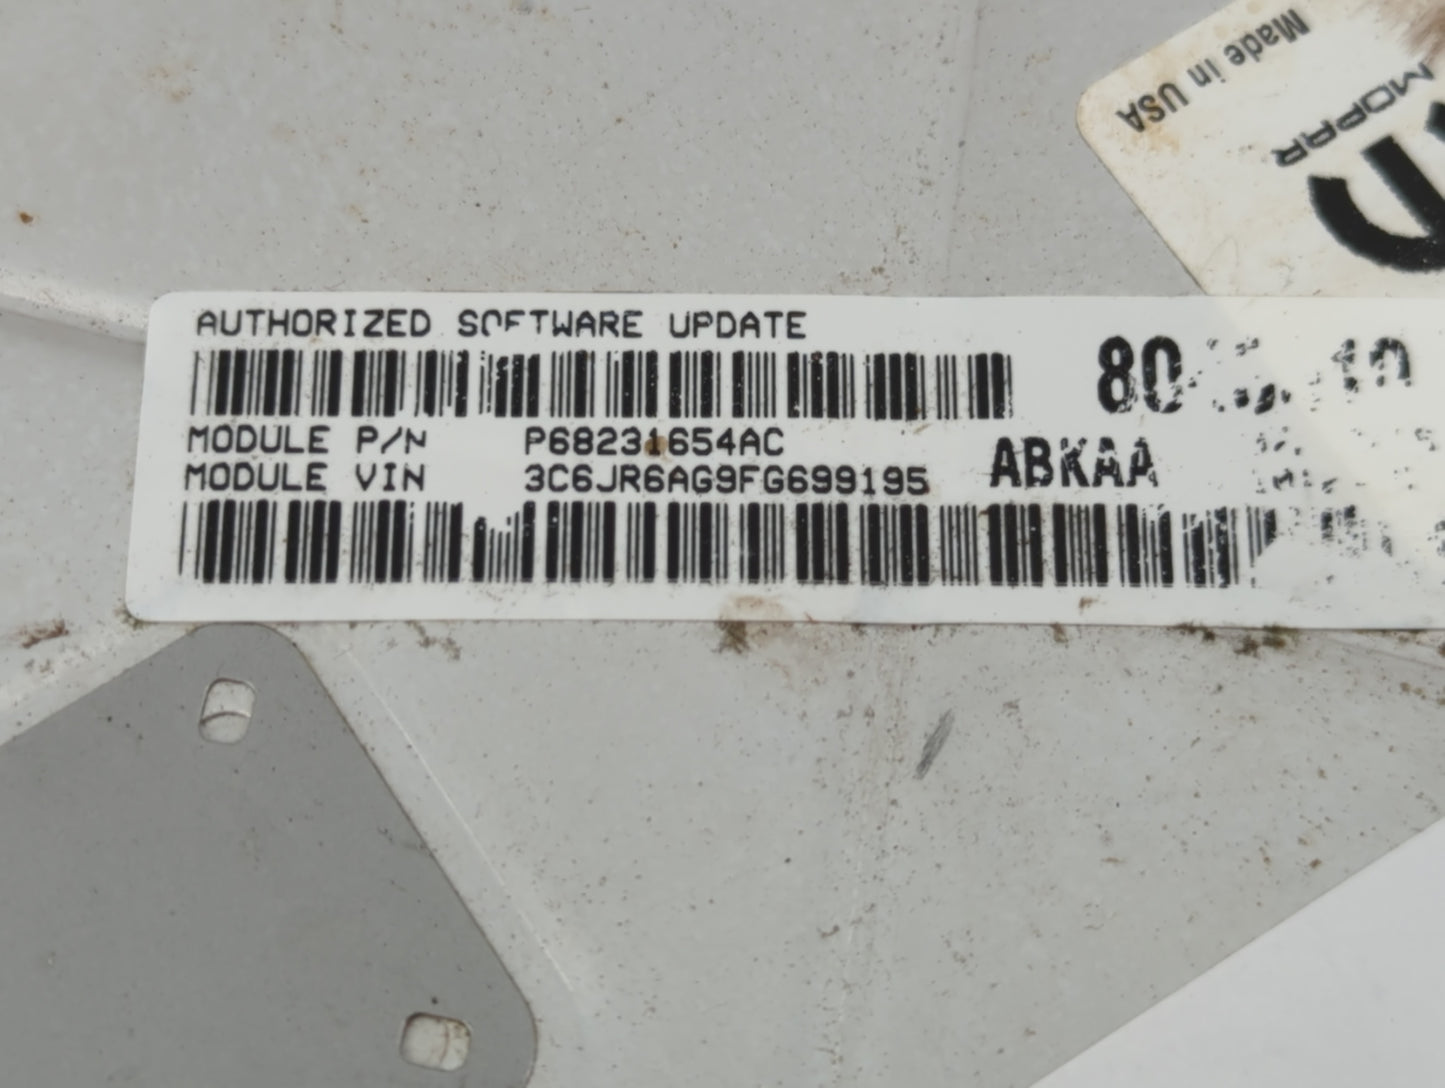 Made in USA
MOPAR
AUTHORIZED SOFTWARE UPDATE
MODULE P/N P68231654AC
MODULE VIN 3C6JR6AG9FG699195 ABKAA